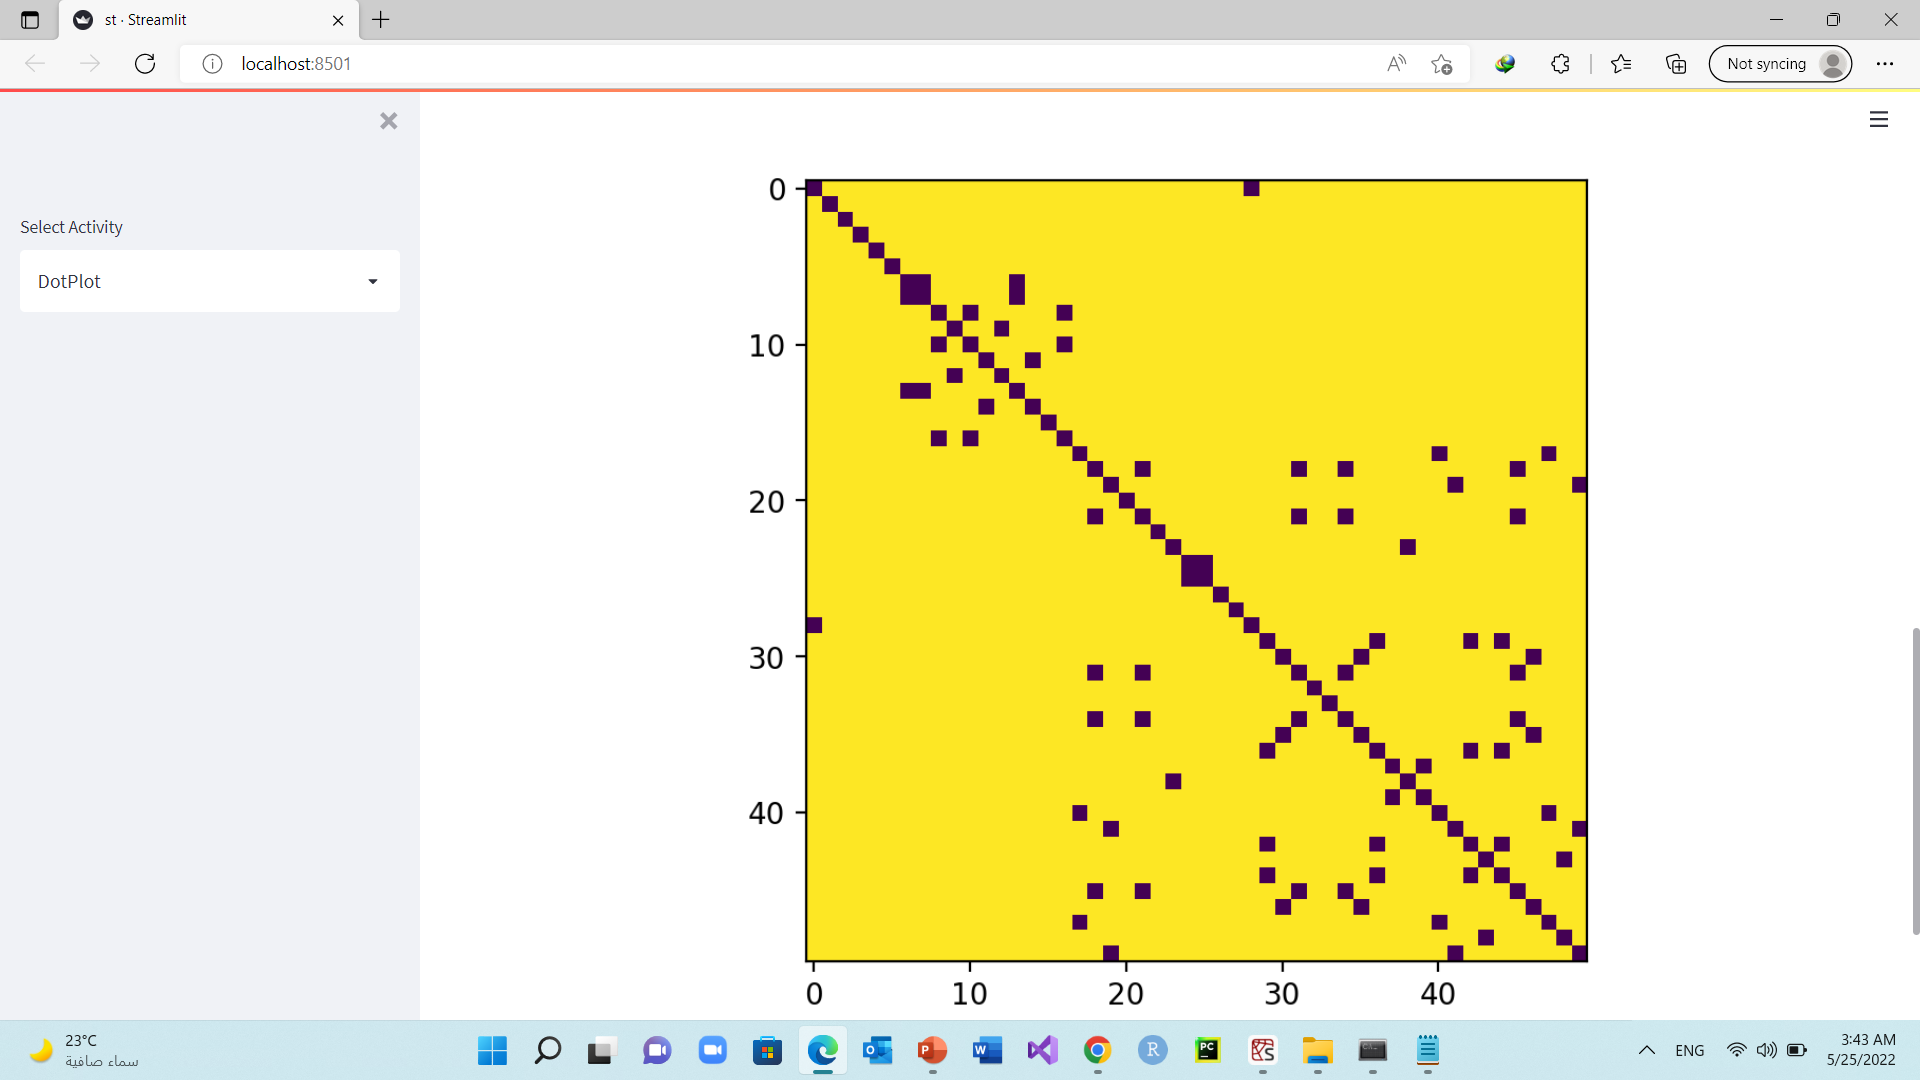 st · Streamlit
localhost:8501
Not syncing
Select Activity
DotPlot
0
10
20
30
40
0 10 20 30 40
23°C
سماء صافية
ENG
3:43 AM
5/25/2022